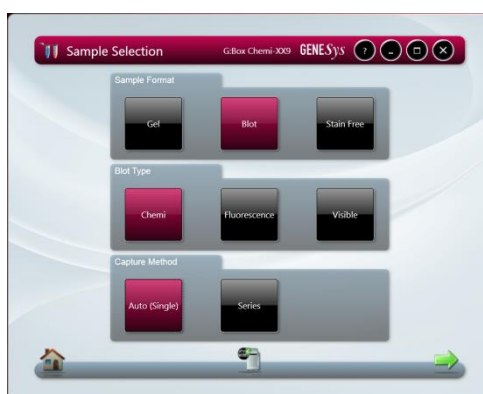 Sample Selection G:Box Chemi-XX9 GENESys ?
Sample Format
Gel Blot Stain Free
Blot Type
Chemi Fluorescence Visible
Capture Method
Auto (Single) Series